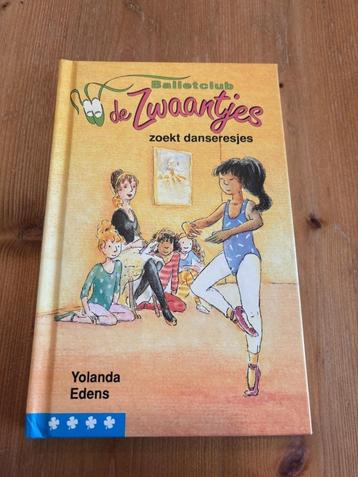 Balletclub
de Zwaantjes
zoekt danseresjes
Yolanda
Edens